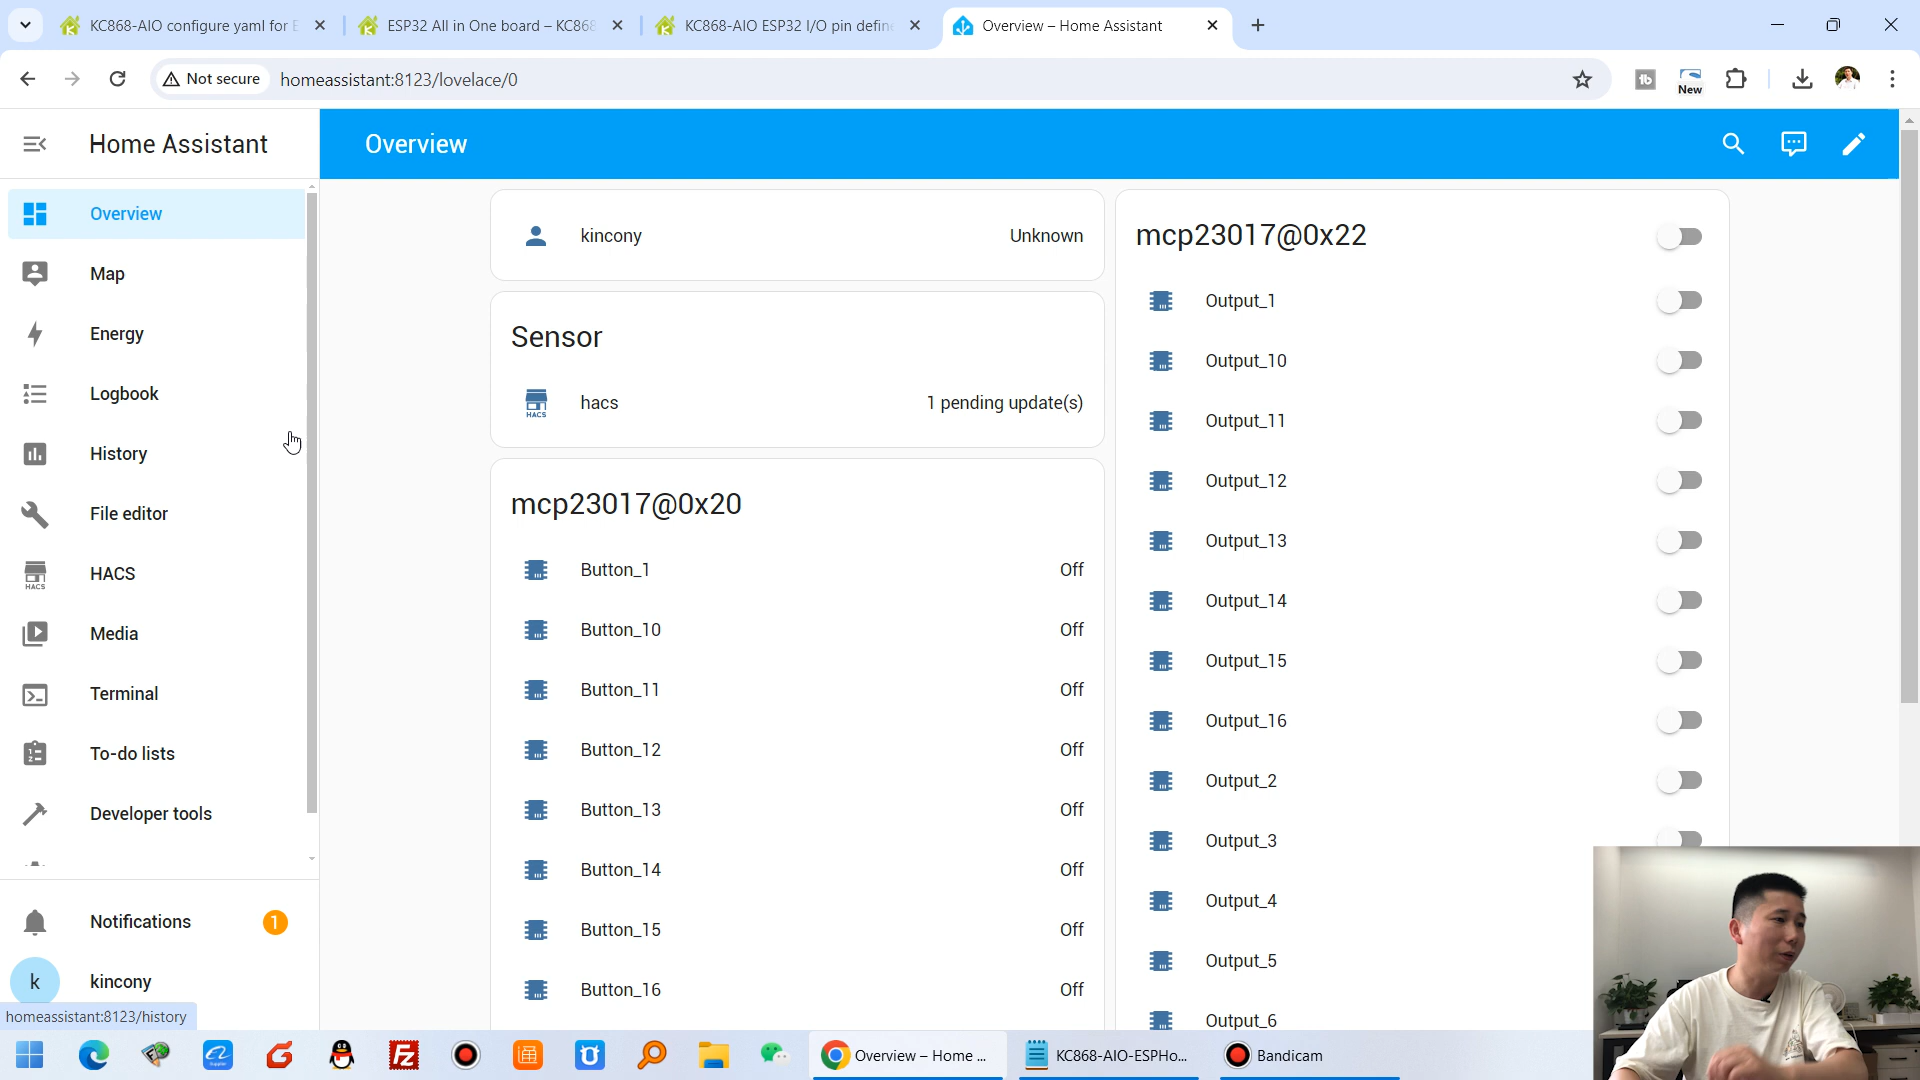 KC868-AIO configure yaml for E
ESP32 All in One board – KC868
KC868-AIO ESP32 I/O pin define
Overview – Home Assistant
Not secure
homeassistant:8123/lovelace/0
New
Home Assistant
Overview
Overview
Map
Energy
Logbook
History
File editor
HACS
HACS
Media
Terminal
To-do lists
Developer tools
Notifications
1
k
kincony
homeassistant:8123/history
kincony
Unknown
Sensor
HACS
hacs
1 pending update(s)
mcp23017@0x20
Button_1
Off
Button_10
Off
Button_11
Off
Button_12
Off
Button_13
Off
Button_14
Off
Button_15
Off
Button_16
Off
mcp23017@0x22
Output_1
Output_10
Output_11
Output_12
Output_13
Output_14
Output_15
Output_16
Output_2
Output_3
Output_4
Output_5
Output_6
Overview – Home ...
KC868-AIO-ESPHo...
Bandicam